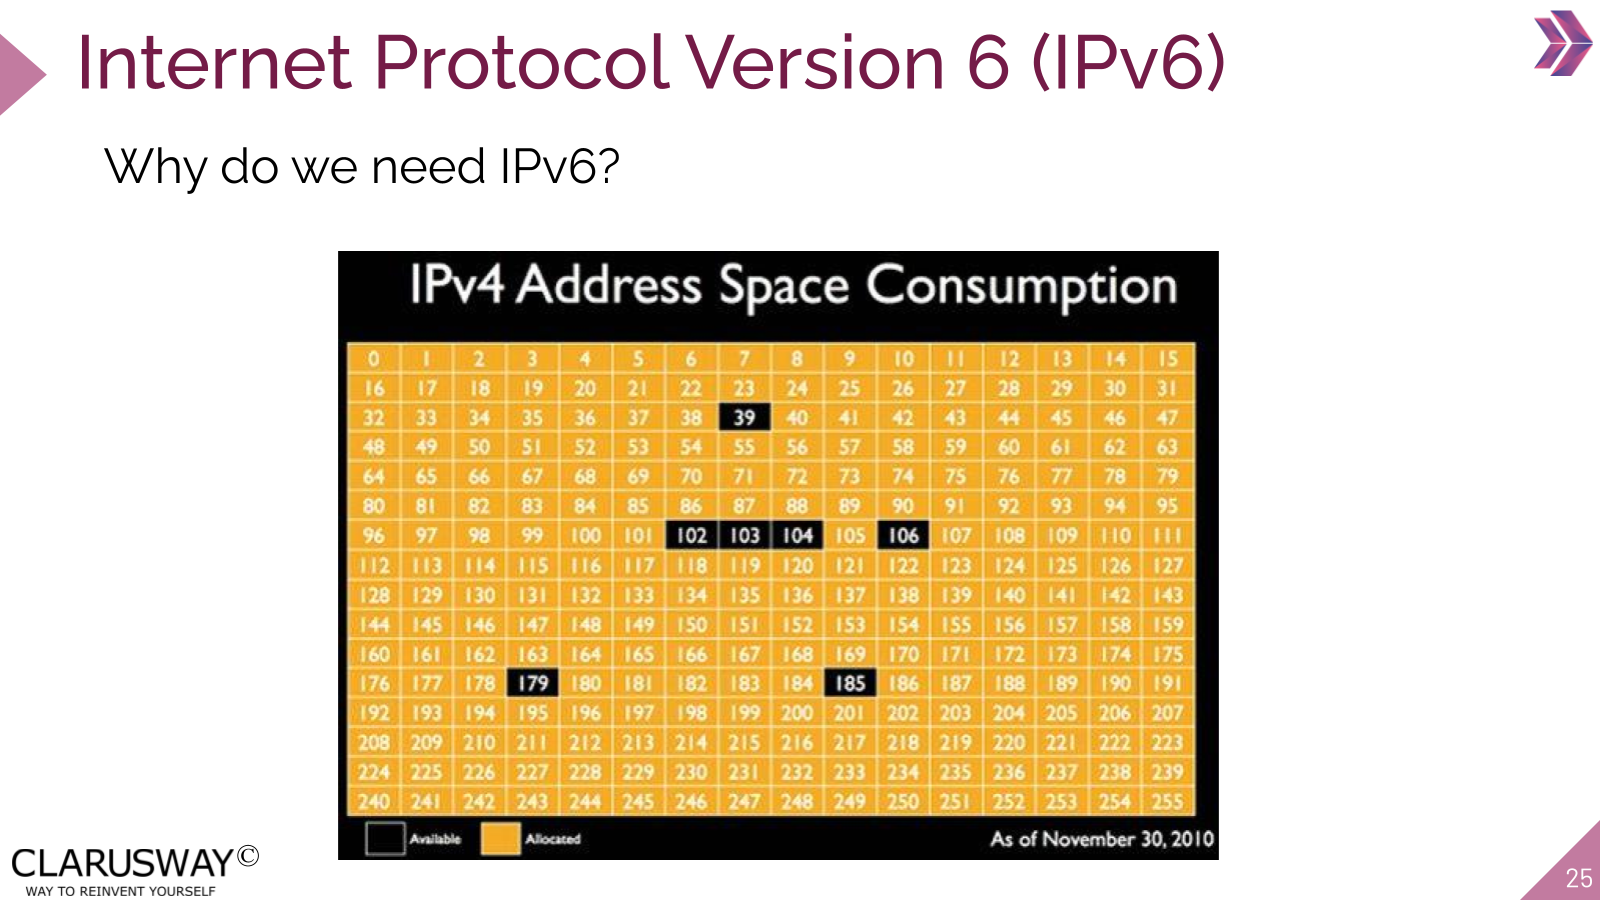 Internet Protocol Version 6 (IPv6)
Why do we need IPv6?
IPv4 Address Space Consumption
0 1 2 3 4 5 6 7 8 9 10 11 12 13 14 15
16 17 18 19 20 21 22 23 24 25 26 27 28 29 30 31
32 33 34 35 36 37 38 39 40 41 42 43 44 45 46 47
48 49 50 51 52 53 54 55 56 57 58 59 60 61 62 63
64 65 66 67 68 69 70 71 72 73 74 75 76 77 78 79
80 81 82 83 84 85 86 87 88 89 90 91 92 93 94 95
96 97 98 99 100 101 102 103 104 105 106 107 108 109 110 111
112 113 114 115 116 117 118 119 120 121 122 123 124 125 126 127
128 129 130 131 132 133 134 135 136 137 138 139 140 141 142 143
144 145 146 147 148 149 150 151 152 153 154 155 156 157 158 159
160 161 162 163 164 165 166 167 168 169 170 171 172 173 174 175
176 177 178 179 180 181 182 183 184 185 186 187 188 189 190 191
192 193 194 195 196 197 198 199 200 201 202 203 204 205 206 207
208 209 210 211 212 213 214 215 216 217 218 219 220 221 222 223
224 225 226 227 228 229 230 231 232 233 234 235 236 237 238 239
240 241 242 243 244 245 246 247 248 249 250 251 252 253 254 255
Available Allocated As of November 30, 2010
CLARUSWAY©
WAY TO REINVENT YOURSELF
25